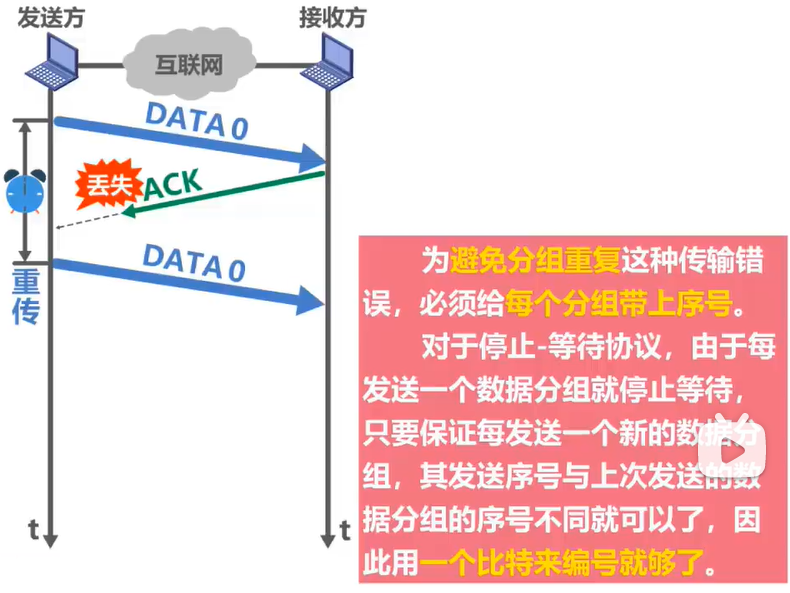 发送方
接收方
互联网
DATA 0
丢失
ACK
DATA 0
重传
t
t
为避免分组重复这种传输错
误，必须给每个分组带上序号。
对于停止-等待协议，由于每
发送一个数据分组就停止等待，
只要保证每发送一个新的数据分
组，其发送序号与上次发送的数
据分组的序号不同就可以了，因
此用一个比特来编号就够了。